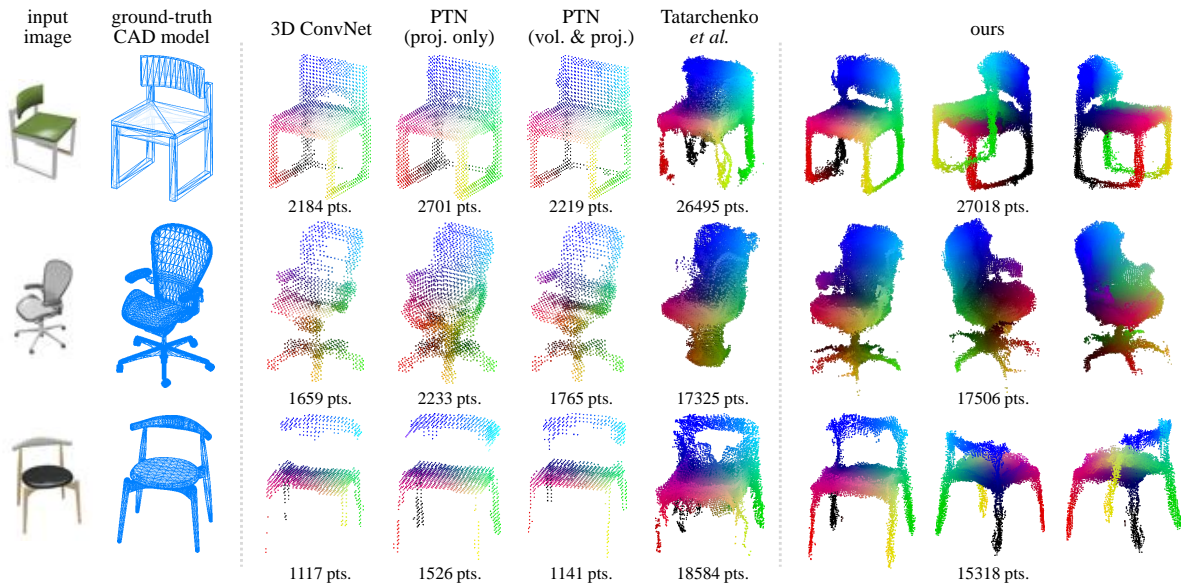 input image
ground-truth CAD model
3D ConvNet
PTN (proj. only)
PTN (vol. & proj.)
Tatarchenko et al.
ours
2184 pts.
2701 pts.
2219 pts.
26495 pts.
27018 pts.
1659 pts.
2233 pts.
1765 pts.
17325 pts.
17506 pts.
1117 pts.
1526 pts.
1141 pts.
18584 pts.
15318 pts.